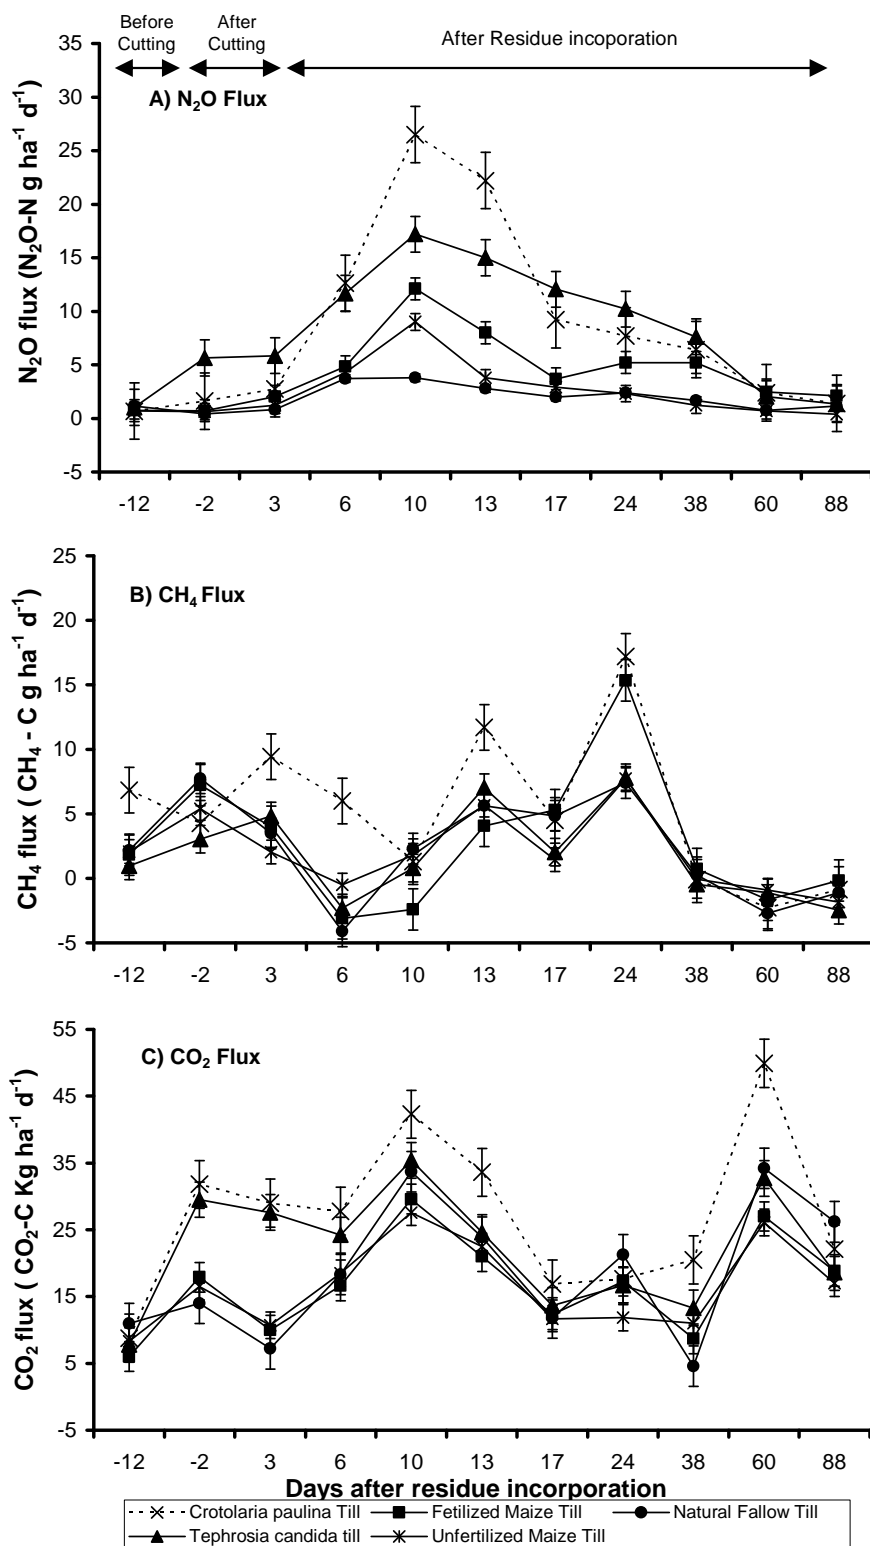 Before
Cutting
After
Cutting
After Residue incoporation
A) N₂O Flux
N₂O flux (N₂O-N g ha⁻¹ d⁻¹)
35
30
25
20
15
10
5
0
-5
-12 -2 3 6 10 13 17 24 38 60 88
B) CH₄ Flux
CH₄ flux ( CH₄ - C g ha⁻¹ d⁻¹)
25
20
15
10
5
0
-5
-12 -2 3 6 10 13 17 24 38 60 88
C) CO₂ Flux
CO₂ flux ( CO₂-C Kg ha⁻¹ d⁻¹)
55
45
35
25
15
5
-5
-12 -2 3 6 10 13 17 24 38 60 88
Days after residue incorporation
Crotolaria paulina Till Fetilized Maize Till Natural Fallow Till
Tephrosia candida till Unfertilized Maize Till